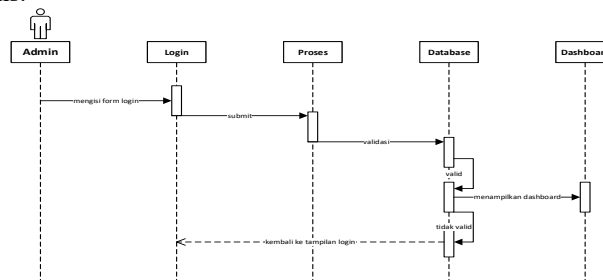 Admin
Login
Proses
Database
Dashboar
mengisi form login
submit
validasi
valid
menampilkan dashboard
tidak valid
kembali ke tampilan login